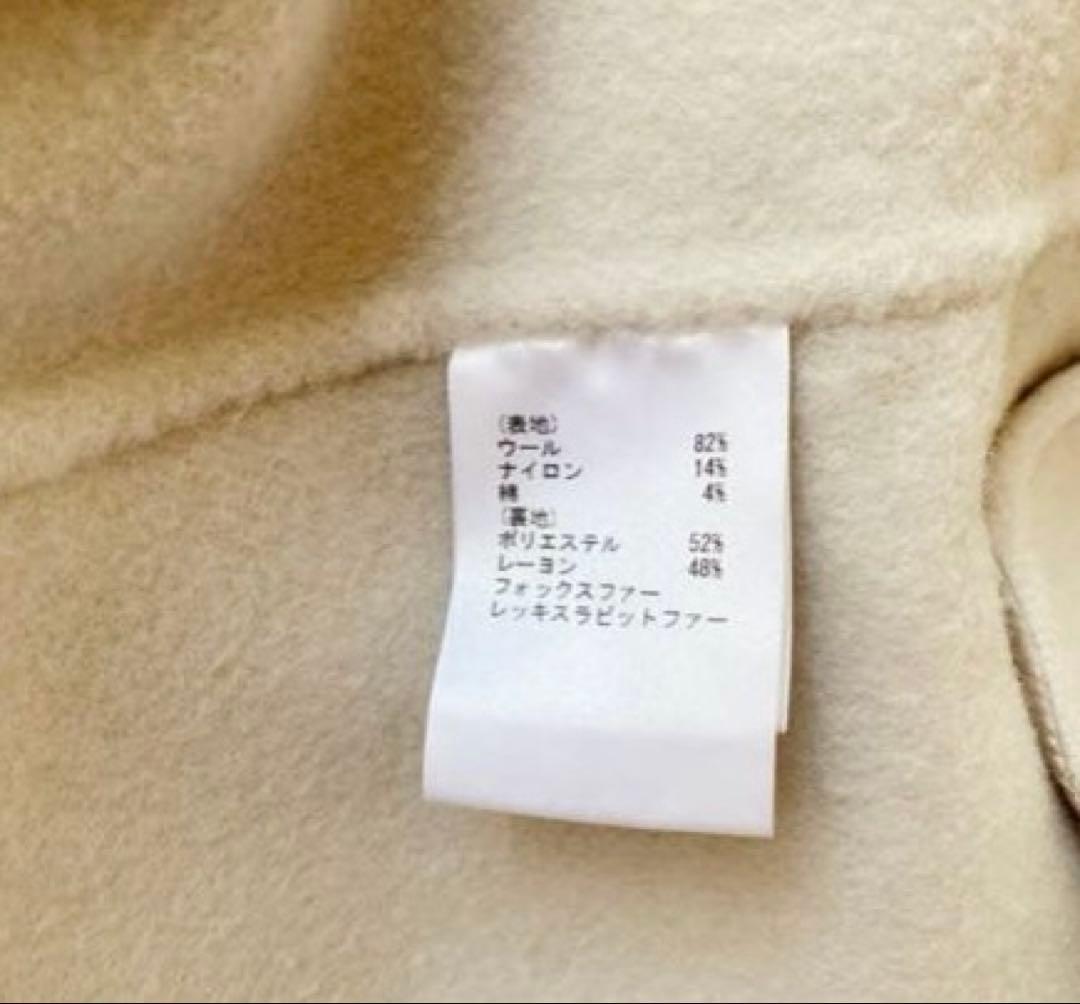 (表地)
ウール 82%
ナイロン 14%
綿 4%
(裏地)
ポリエステル 52%
レーヨン 48%
フォックスファー
レッキスラビットファー